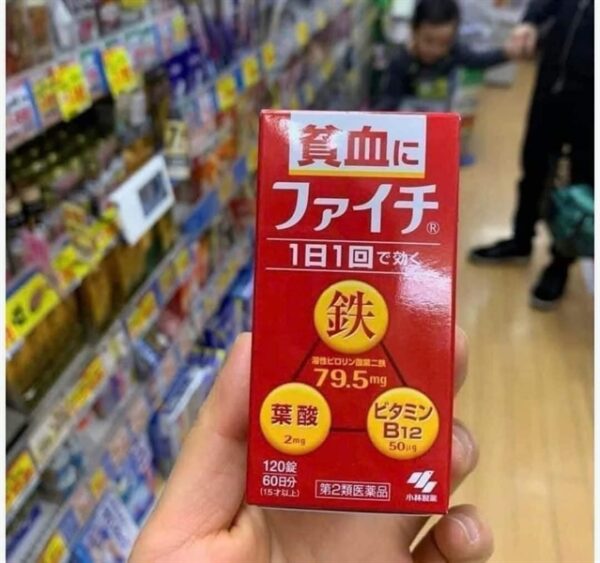 貧血に
ファイチ®
1日1回で効く
鉄
溶性ピロリン酸第二鉄
79.5mg
葉酸
2mg
ビタミン
B12
50μg
120錠
60日分
(15才以上)
第2類医薬品
小林製薬